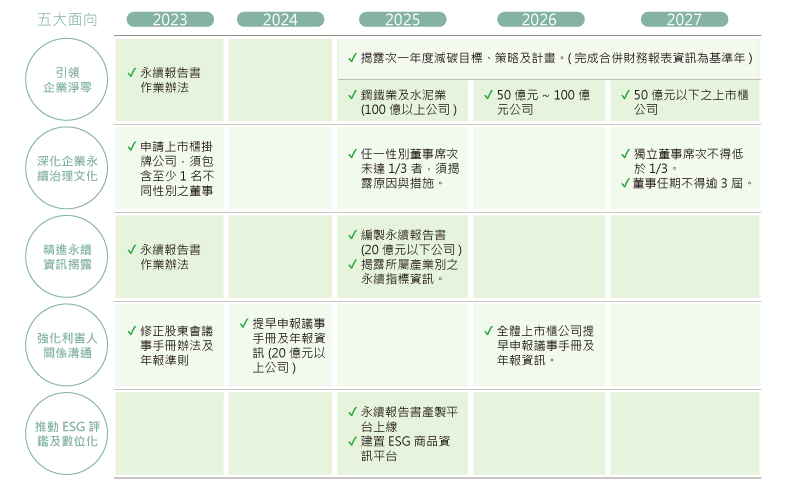 五大面向 2023 2024 2025 2026 2027
引領
企業淨零
✓ 永續報告書
作業辦法
✓ 揭露次一年度減碳目標、策略及計畫。( 完成合併財務報表資訊為基準年 )
✓ 鋼鐵業及水泥業
(100 億以上公司 )
✓ 50 億元 ~ 100 億
元公司
✓ 50 億元以下之上市櫃
公司
深化企業永
續治理文化
✓ 申請上市櫃掛
牌公司，須包
含至少 1 名不
同性別之董事
✓ 任一性別董事席次
未達 1/3 者，須揭
露原因與措施。
✓ 獨立董事席次不得低
於 1/3。
✓ 董事任期不得逾 3 屆。
精進永續
資訊揭露
✓ 永續報告書
作業辦法
✓ 編製永續報告書
(20 億元以下公司 )
✓ 揭露所屬產業別之
永續指標資訊。
強化利害人
關係溝通
✓ 修正股東會議
事手冊辦法及
年報準則
✓ 提早申報議事
手冊及年報資
訊 (20 億元以
上公司 )
✓ 全體上市櫃公司提
早申報議事手冊及
年報資訊。
推動 ESG 評
鑑及數位化
✓ 永續報告書產製平
台上線
✓ 建置 ESG 商品資
訊平台